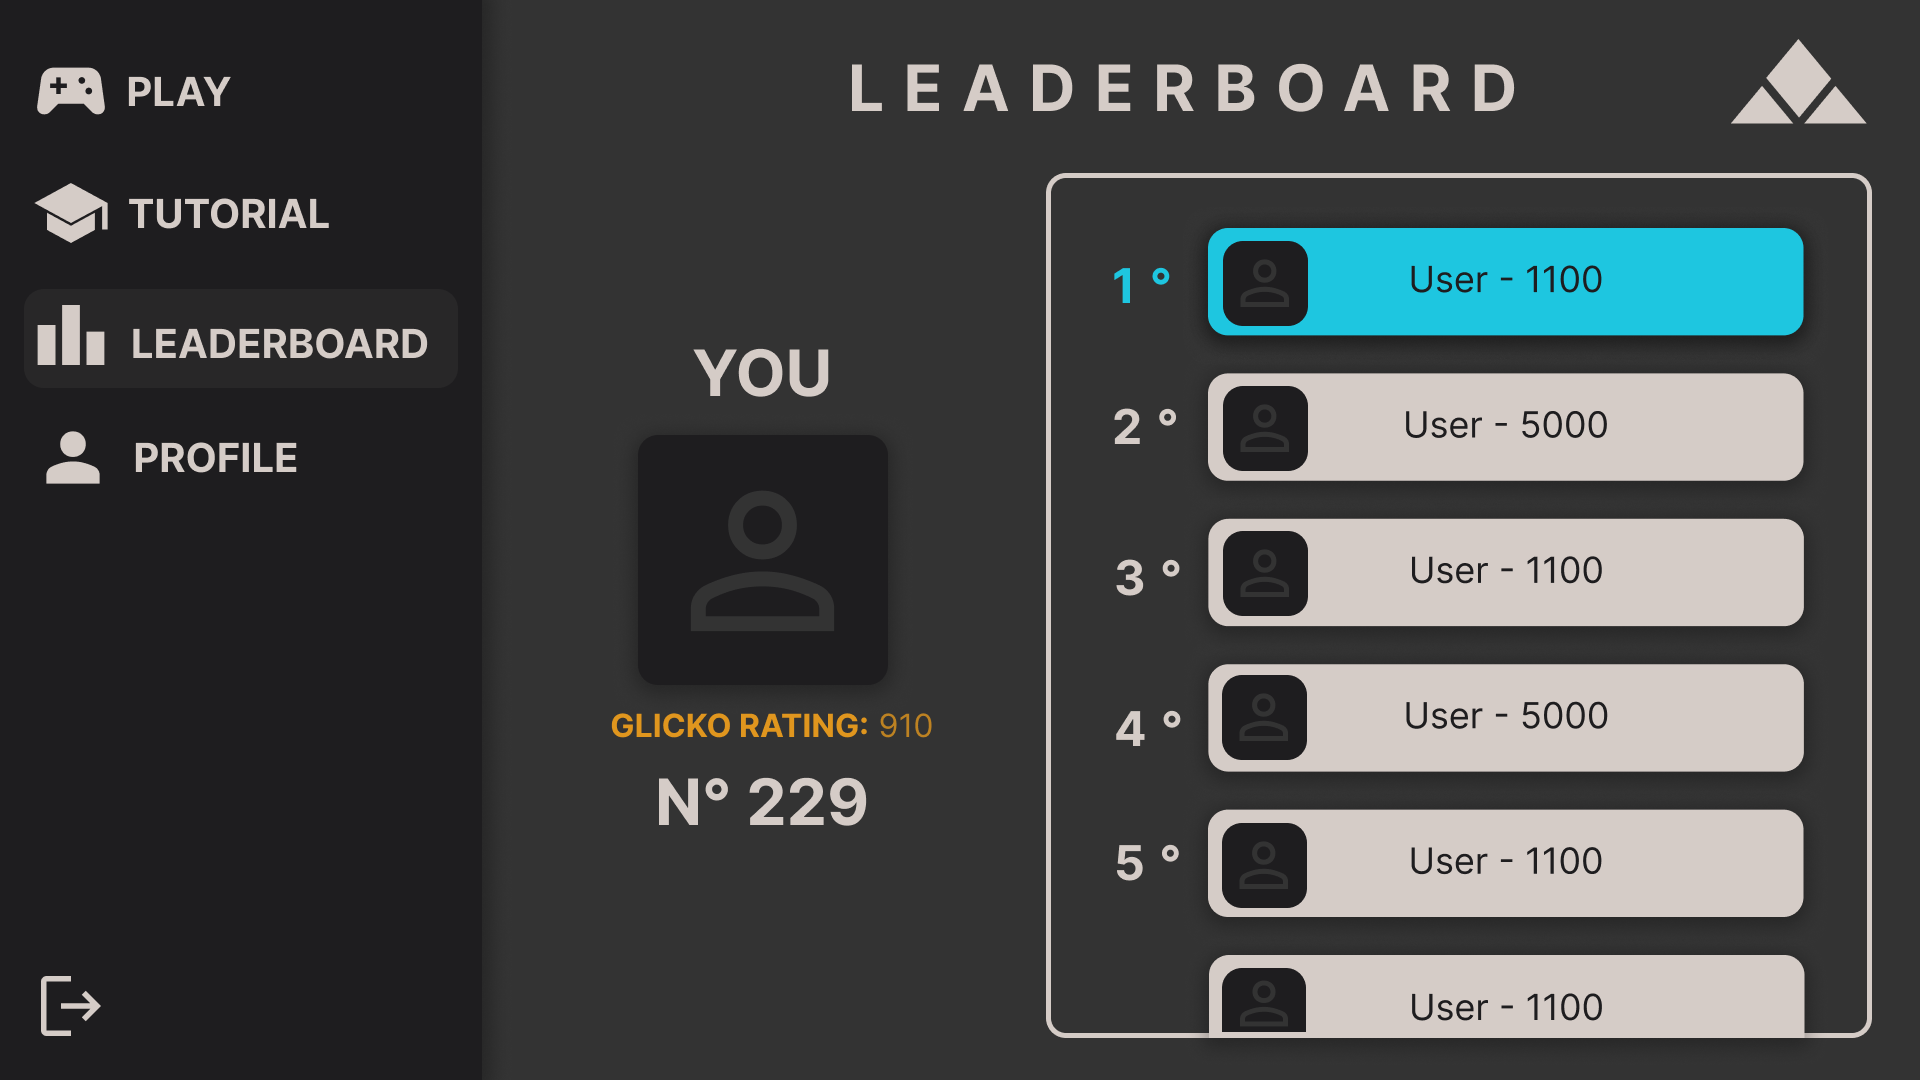 PLAY
TUTORIAL
LEADERBOARD
PROFILE
LEADERBOARD
YOU
GLICKO RATING: 910
N° 229
1 ° User - 1100
2 ° User - 5000
3 ° User - 1100
4 ° User - 5000
5 ° User - 1100
User - 1100